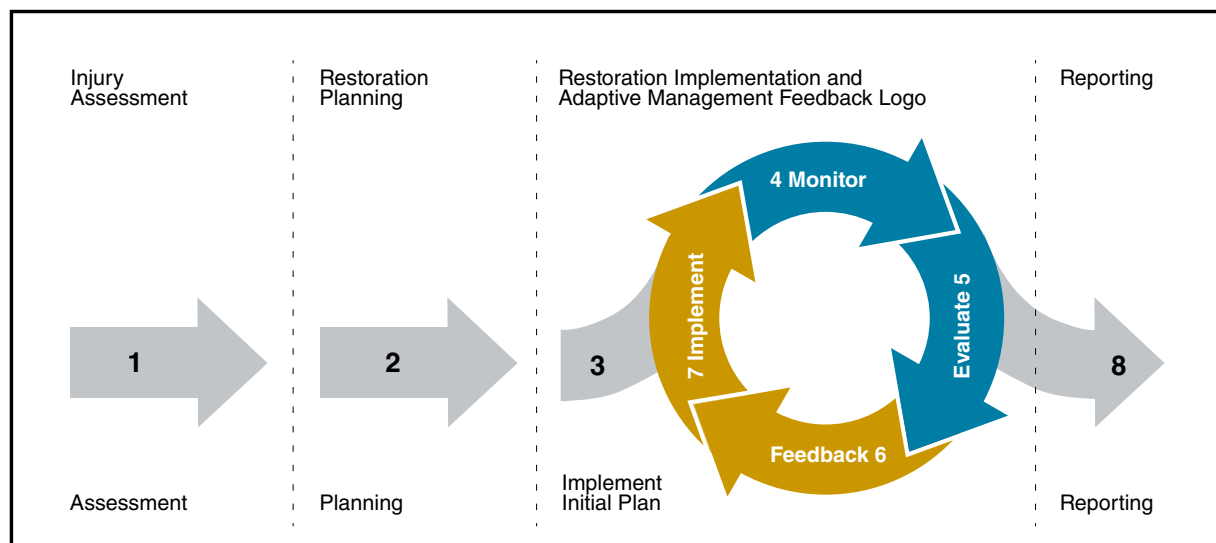 Injury
Assessment
Restoration
Planning
Restoration Implementation and
Adaptive Management Feedback Logo
Reporting
1
2
3
4 Monitor
Evaluate 5
Feedback 6
7 Implement
8
Assessment
Planning
Implement
Initial Plan
Reporting